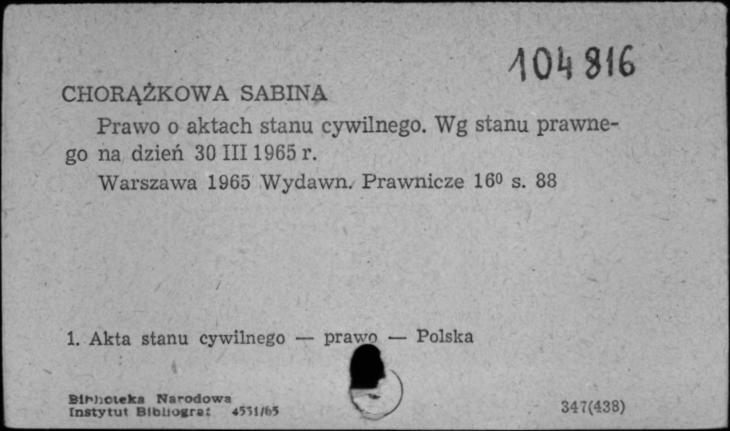 104 816
CHORĄŻKOWA SABINA
Prawo o aktach stanu cywilnego. Wg stanu prawne-
go na dzień 30 III 1965 r.
Warszawa 1965 Wydawn. Prawnicze 16⁰ s. 88
1. Akta stanu cywilnego — prawo — Polska
Biblioteka Narodowa
Instytut Bibliograf 4551/65
347(438)